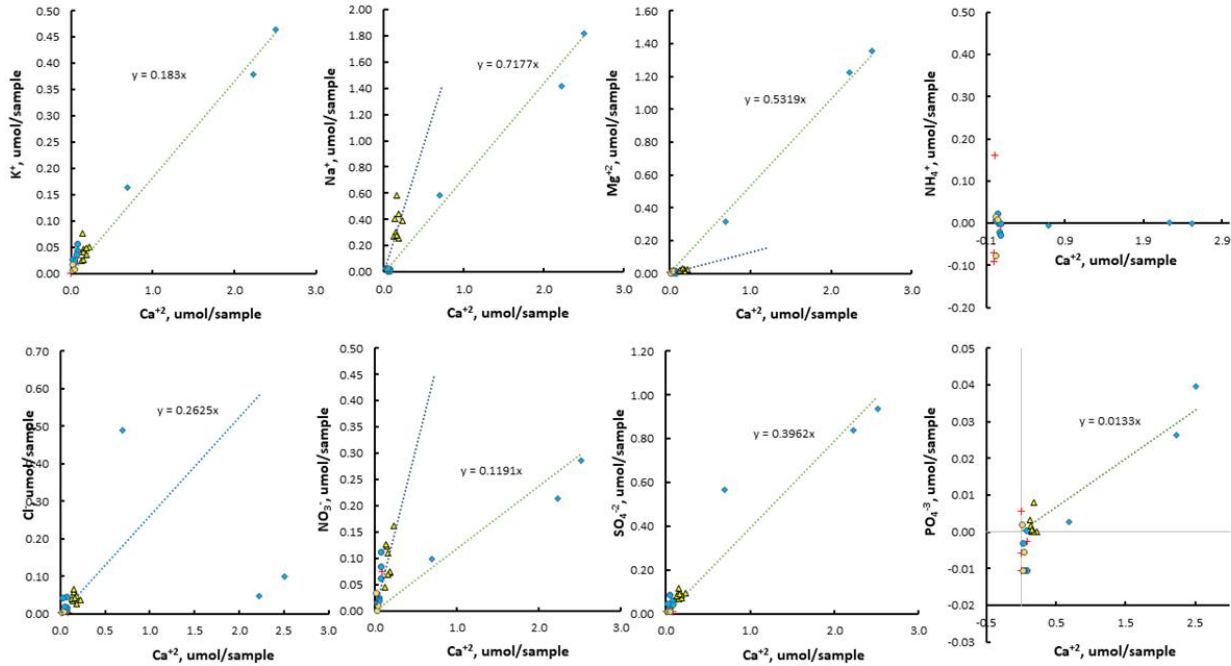 K+, umol/sample
0.50
0.45
0.40
0.35
0.30
0.25
0.20
0.15
0.10
0.05
0.00
y = 0.183x
0.0 1.0 2.0 3.0
Ca+2, umol/sample
Na+, umol/sample
2.00
1.80
1.60
1.40
1.20
1.00
0.80
0.60
0.40
0.20
0.00
y = 0.7177x
0.0 1.0 2.0 3.0
Ca+2, umol/sample
Mg+2, umol/sample
1.60
1.40
1.20
1.00
0.80
0.60
0.40
0.20
0.00
y = 0.5319x
0.0 1.0 2.0 3.0
Ca+2, umol/sample
NH4+, umol/sample
0.50
0.40
0.30
0.20
0.10
0.00
-0.10
-0.20
-0.1 0.9 1.9 2.9
Ca+2, umol/sample
Cl-, umol/sample
0.70
0.60
0.50
0.40
0.30
0.20
0.10
0.00
y = 0.2625x
0.0 0.5 1.0 1.5 2.0 2.5 3.0
Ca+2, umol/sample
NO3-, umol/sample
0.50
0.45
0.40
0.35
0.30
0.25
0.20
0.15
0.10
0.05
0.00
y = 0.1191x
0.0 1.0 2.0 3.0
Ca+2, umol/sample
SO4-2, umol/sample
1.20
1.00
0.80
0.60
0.40
0.20
0.00
y = 0.3962x
0.0 1.0 2.0 3.0
Ca+2, umol/sample
PO4-3, umol/sample
0.05
0.04
0.03
0.02
0.01
0.00
-0.01
-0.02
-0.03
y = 0.0133x
-0.5 0.5 1.5 2.5
Ca+2, umol/sample